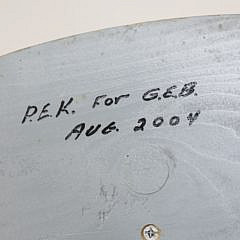 P.E.K. For G.E.B.
AUG. 2004